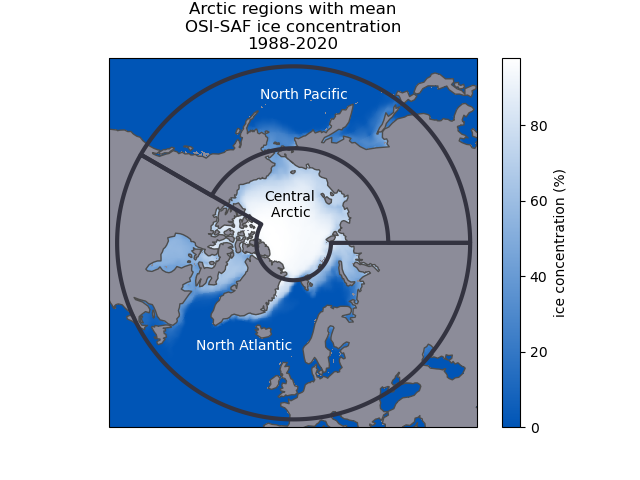 Arctic regions with mean
OSI-SAF ice concentration
1988-2020
North Pacific
Central
Arctic
North Atlantic
80
60
40
20
0
ice concentration (%)